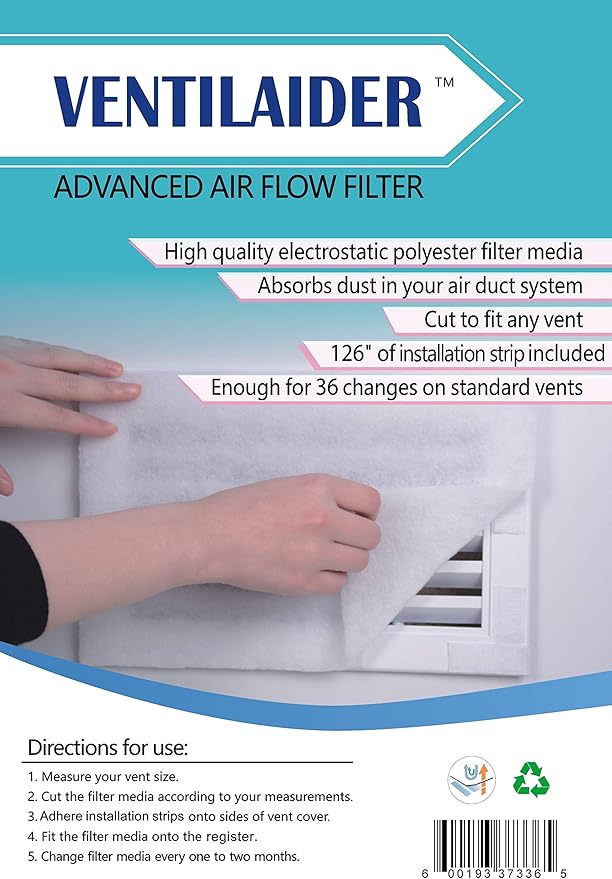 VENTILAIDER™
ADVANCED AIR FLOW FILTER
High quality electrostatic polyester filter media
Absorbs dust in your air duct system
Cut to fit any vent
126" of installation strip included
Enough for 36 changes on standard vents
Directions for use:
1. Measure your vent size.
2. Cut the filter media according to your measurements.
3. Adhere installation strips onto sides of vent cover.
4. Fit the filter media onto the register.
5. Change filter media every one to two months.
6 00193 37336 5